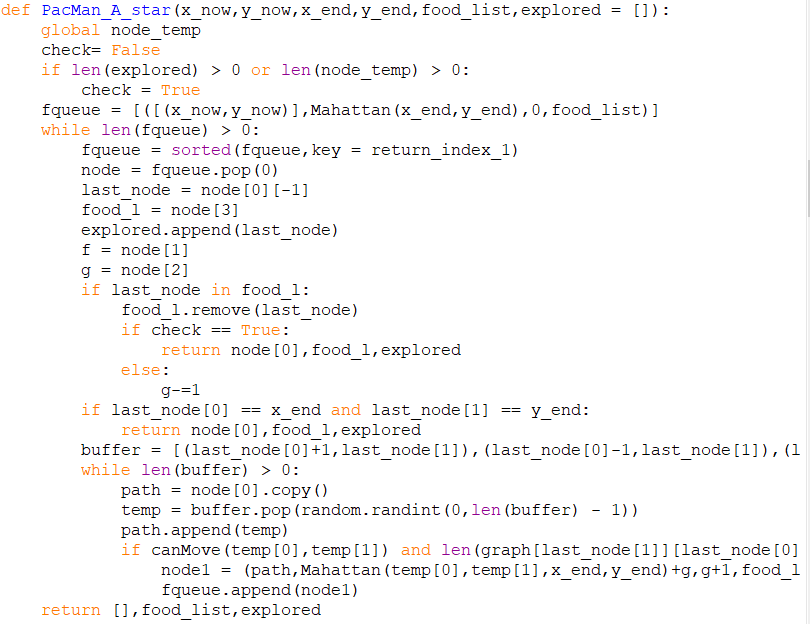 def PacMan_A_star(x_now,y_now,x_end,y_end,food_list,explored = []):
    global node_temp
    check= False
    if len(explored) > 0 or len(node_temp) > 0:
        check = True
    fqueue = [([(x_now,y_now)],Mahattan(x_end,y_end),0,food_list)]
    while len(fqueue) > 0:
        fqueue = sorted(fqueue,key = return_index_1)
        node = fqueue.pop(0)
        last_node = node[0][-1]
        food_l = node[3]
        explored.append(last_node)
        f = node[1]
        g = node[2]
        if last_node in food_l:
            food_l.remove(last_node)
            if check == True:
                return node[0],food_l,explored
            else:
                g-=1
        if last_node[0] == x_end and last_node[1] == y_end:
            return node[0],food_l,explored
        buffer = [(last_node[0]+1,last_node[1]),(last_node[0]-1,last_node[1]),(l
        while len(buffer) > 0:
            path = node[0].copy()
            temp = buffer.pop(random.randint(0,len(buffer) - 1))
            path.append(temp)
            if canMove(temp[0],temp[1]) and len(graph[last_node[1]][last_node[0]
                node1 = (path,Mahattan(temp[0],temp[1],x_end,y_end)+g,g+1,food_l
                fqueue.append(node1)
    return [],food_list,explored